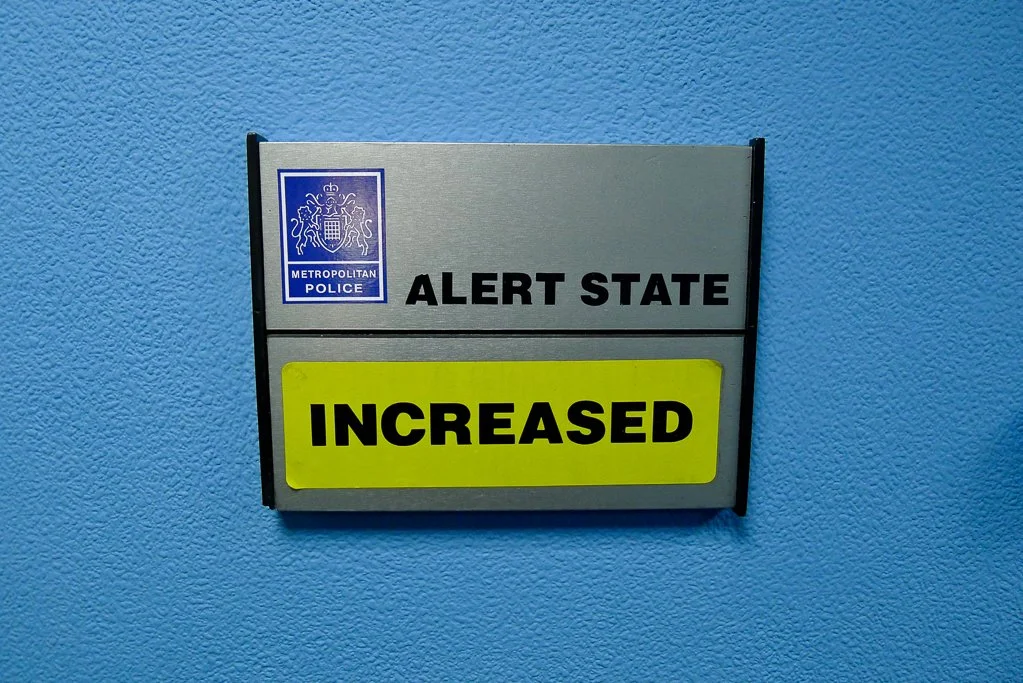 METROPOLITAN
POLICE
ALERT STATE
INCREASED